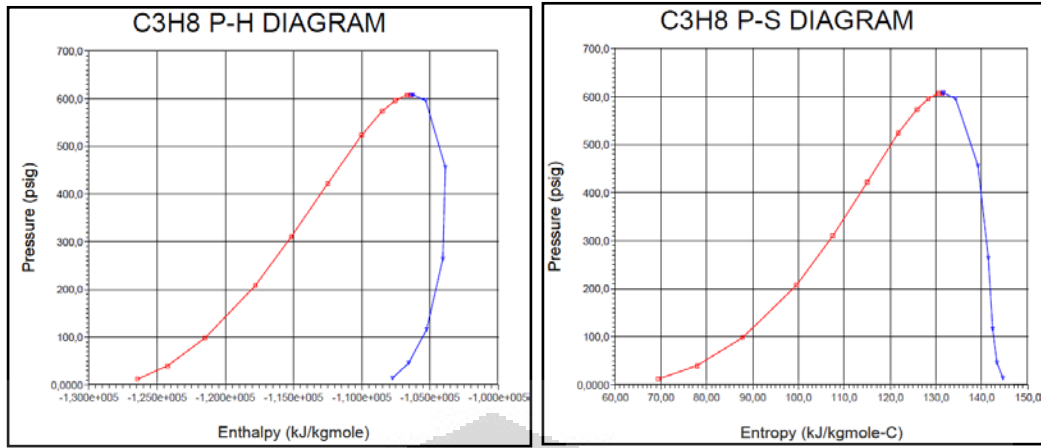 C3H8 P-H DIAGRAM
700,0
600,0
500,0
400,0
300,0
200,0
100,0
0,0000
Pressure (psig)
-1,300e+005 -1,250e+005 -1,200e+005 -1,150e+005 -1,100e+005 -1,050e+005 -1,000e+005
Enthalpy (kJ/kgmole)
C3H8 P-S DIAGRAM
700,0
600,0
500,0
400,0
300,0
200,0
100,0
0,0000
Pressure (psig)
60,00 70,00 80,00 90,00 100,0 110,0 120,0 130,0 140,0 150,0
Entropy (kJ/kgmole-C)